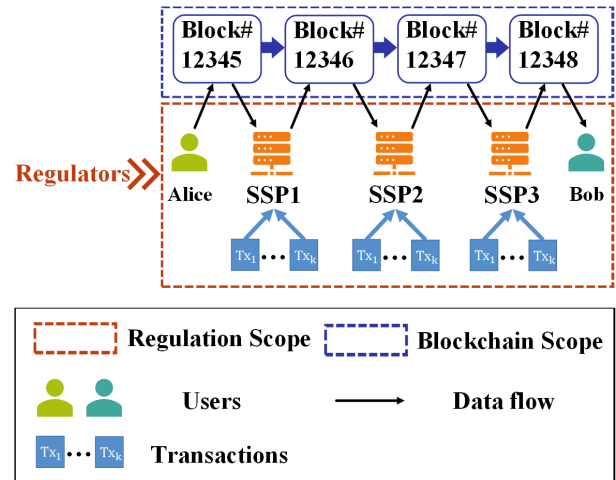 Block# Block# Block# Block#
12345 12346 12347 12348
Regulators
Alice SSP1 SSP2 SSP3 Bob
Tx1 ... Txk Tx1 ... Txk Tx1 ... Txk
Regulation Scope Blockchain Scope
Users Data flow
Tx1 ... Txk Transactions